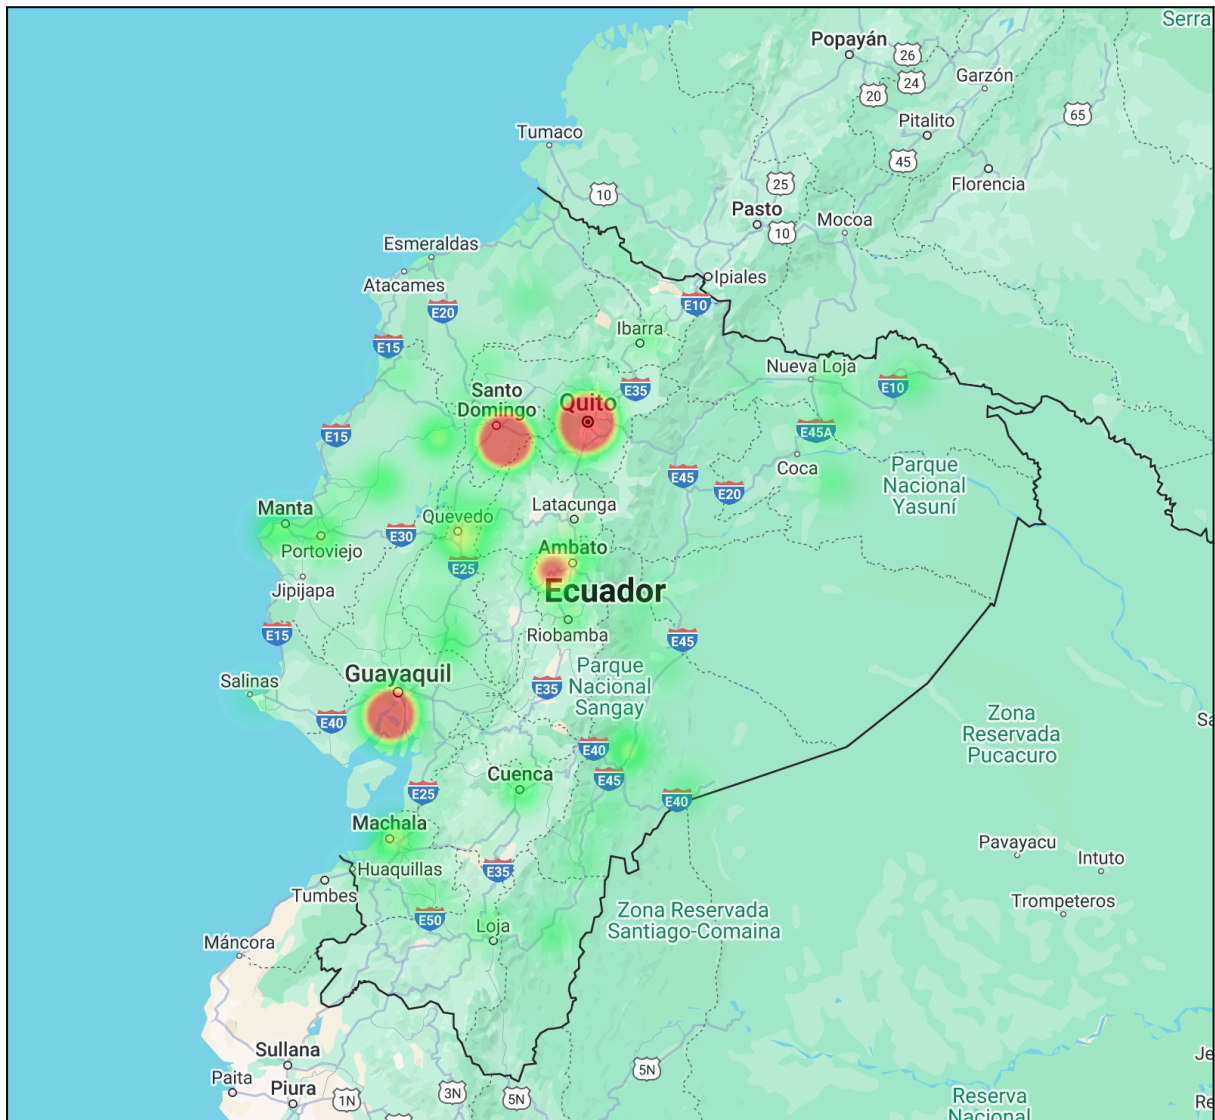 Serra
Popayán
26
Garzón
24
20
65
Pitalito
Tumaco
45
Florencia
25
10
Pasto
Mocoa
10
Esmeraldas
Ipiales
Atacames
E10
E20
Ibarra
E15
Nueva Loja
E10
E35
Santo
Domingo
Quito
E15
E45A
Coca
Parque
Nacional
Yasuní
E45
E20
Latacunga
Manta
Quevedo
E30
Portoviejo
Ambato
E25
Ecuador
Jipijapa
E15
Riobamba
E45
Guayaquil
Parque
Nacional
Sangay
Salinas
E35
E40
Zona
Reservada
Pucacuro
Sa
E40
Cuenca
E45
E25
E40
Machala
Pavayacu
Intuto
Huaquillas
E35
Tumbes
Trompeteros
E50
Loja
Zona Reservada
Santiago-Comaina
Máncora
Sullana
Je
5N
Paita
Piura
1N
3N
5N
Reserva
Nacional
Re